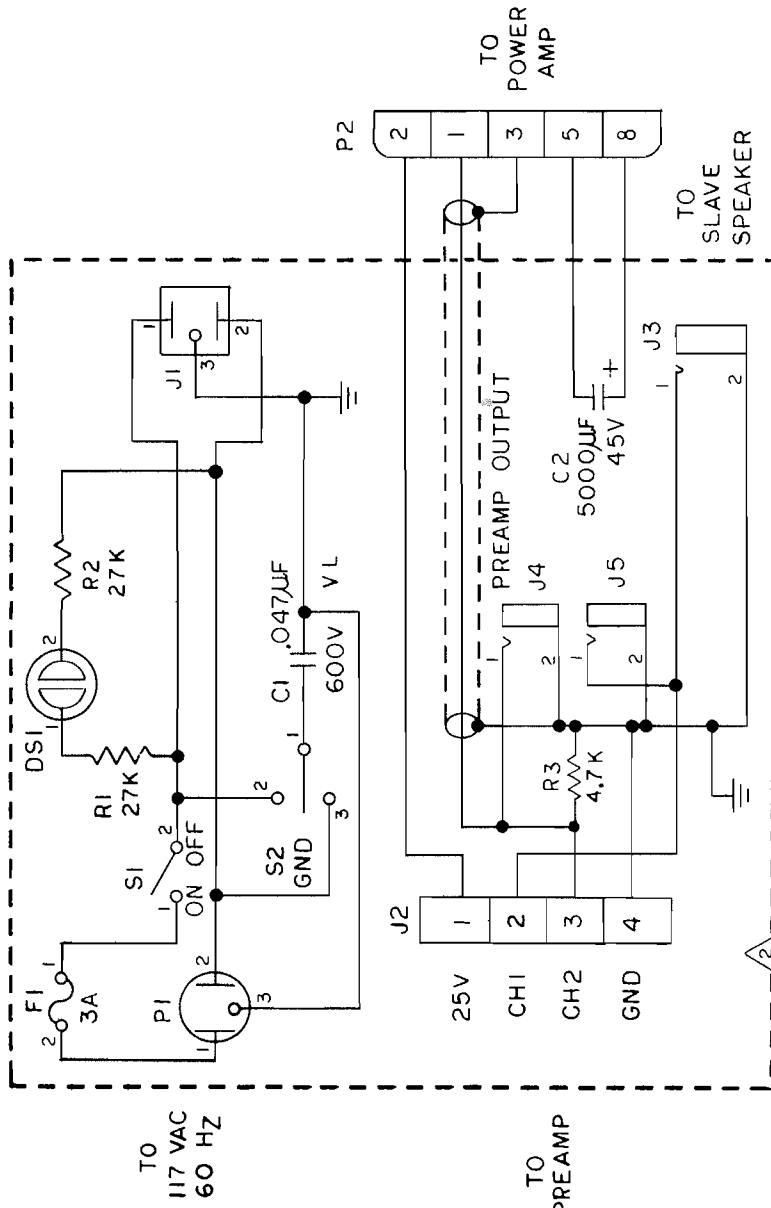 TO
117 VAC
60 HZ
F1
3A
2
1
P1
1
2
3
S1
1
2
ON
OFF
DS1
1
2
R1
27K
R2
27K
S2
GND
2
1
3
C1
.047µF
600V
VL
J1
1
2
3
TO
PREAMP
25V
CH1
CH2
GND
J2
1
2
3
4
R3
4.7K
PREAMP OUTPUT
J4
1
2
J5
1
2
C2
5000µF
45V
+
J3
1
2
P2
2
1
3
5
8
TO
POWER
AMP
TO
SLAVE
SPEAKER
2